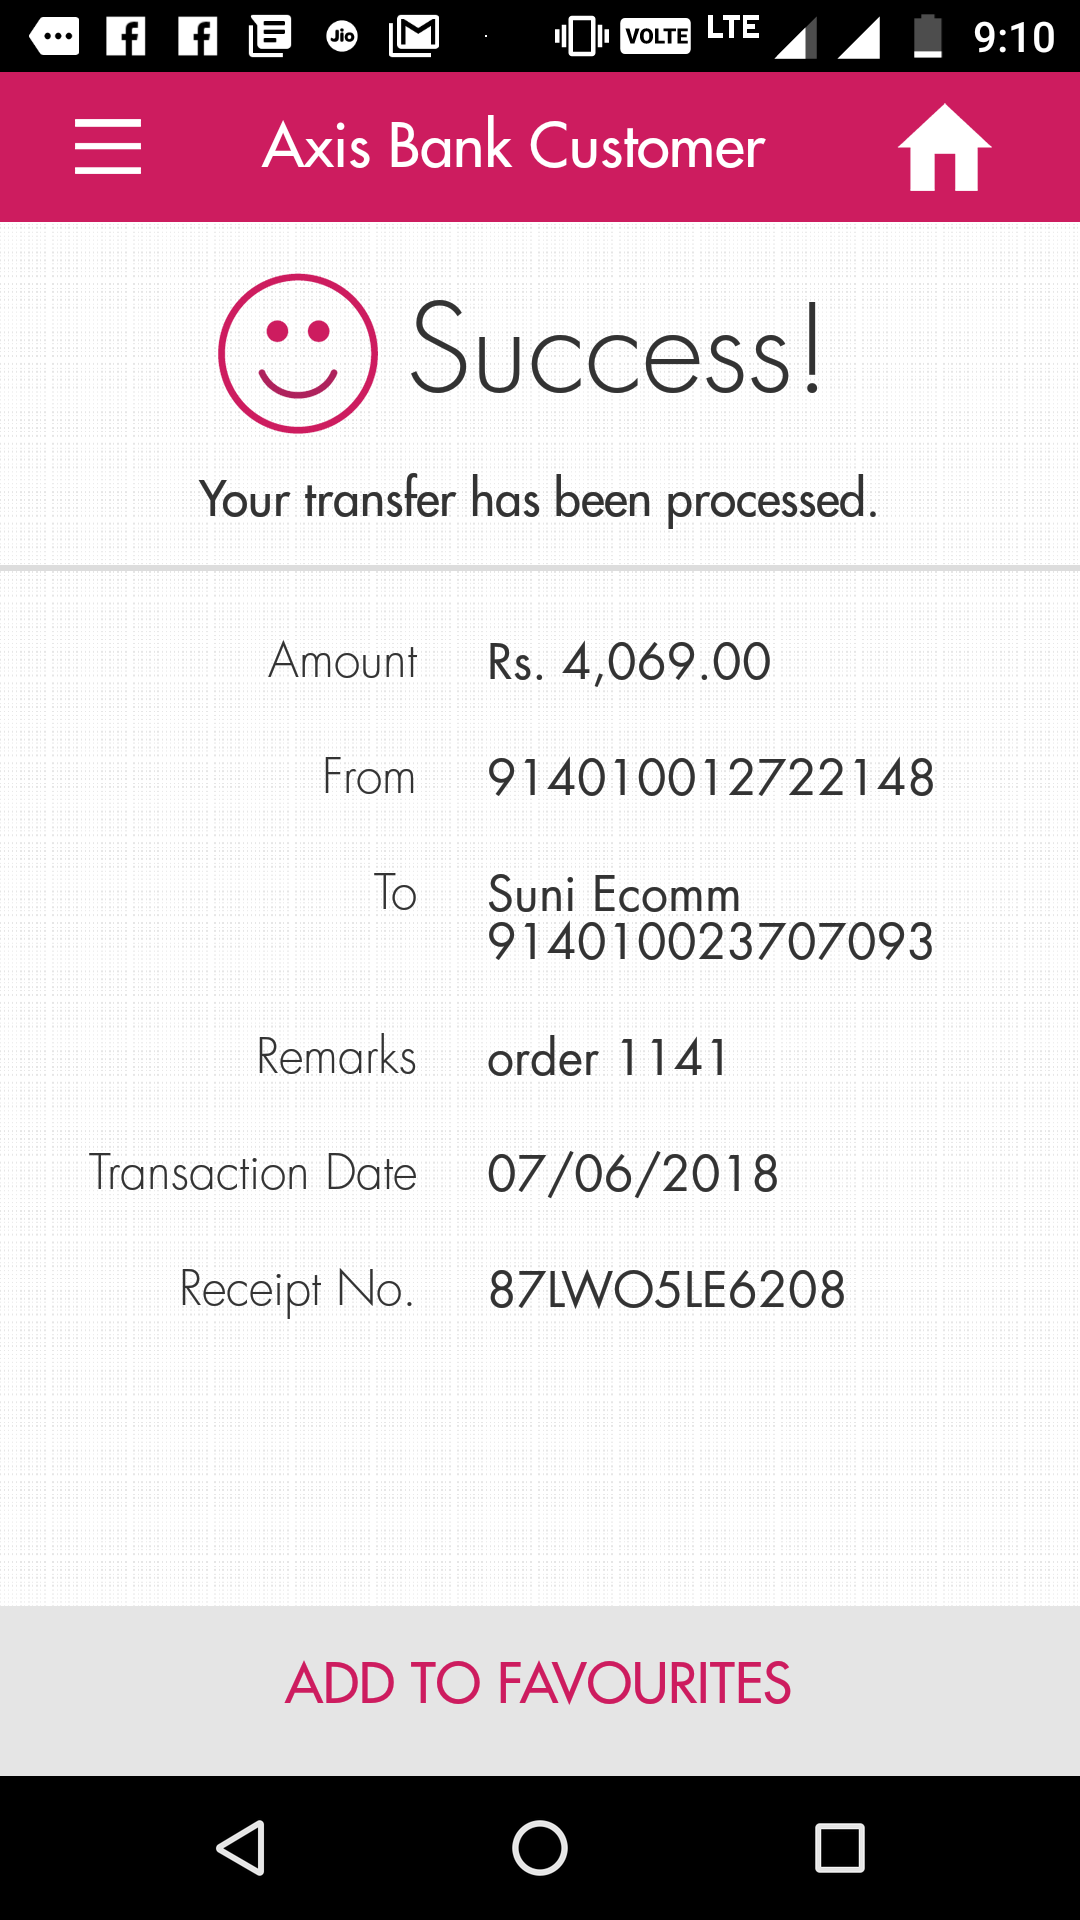 Jio VOLTE LTE 9:10
Axis Bank Customer
Success!
Your transfer has been processed.
Amount Rs. 4,069.00
From 914010012722148
To Suni Ecomm
914010023707093
Remarks order 1141
Transaction Date 07/06/2018
Receipt No. 87LWO5LE6208
ADD TO FAVOURITES